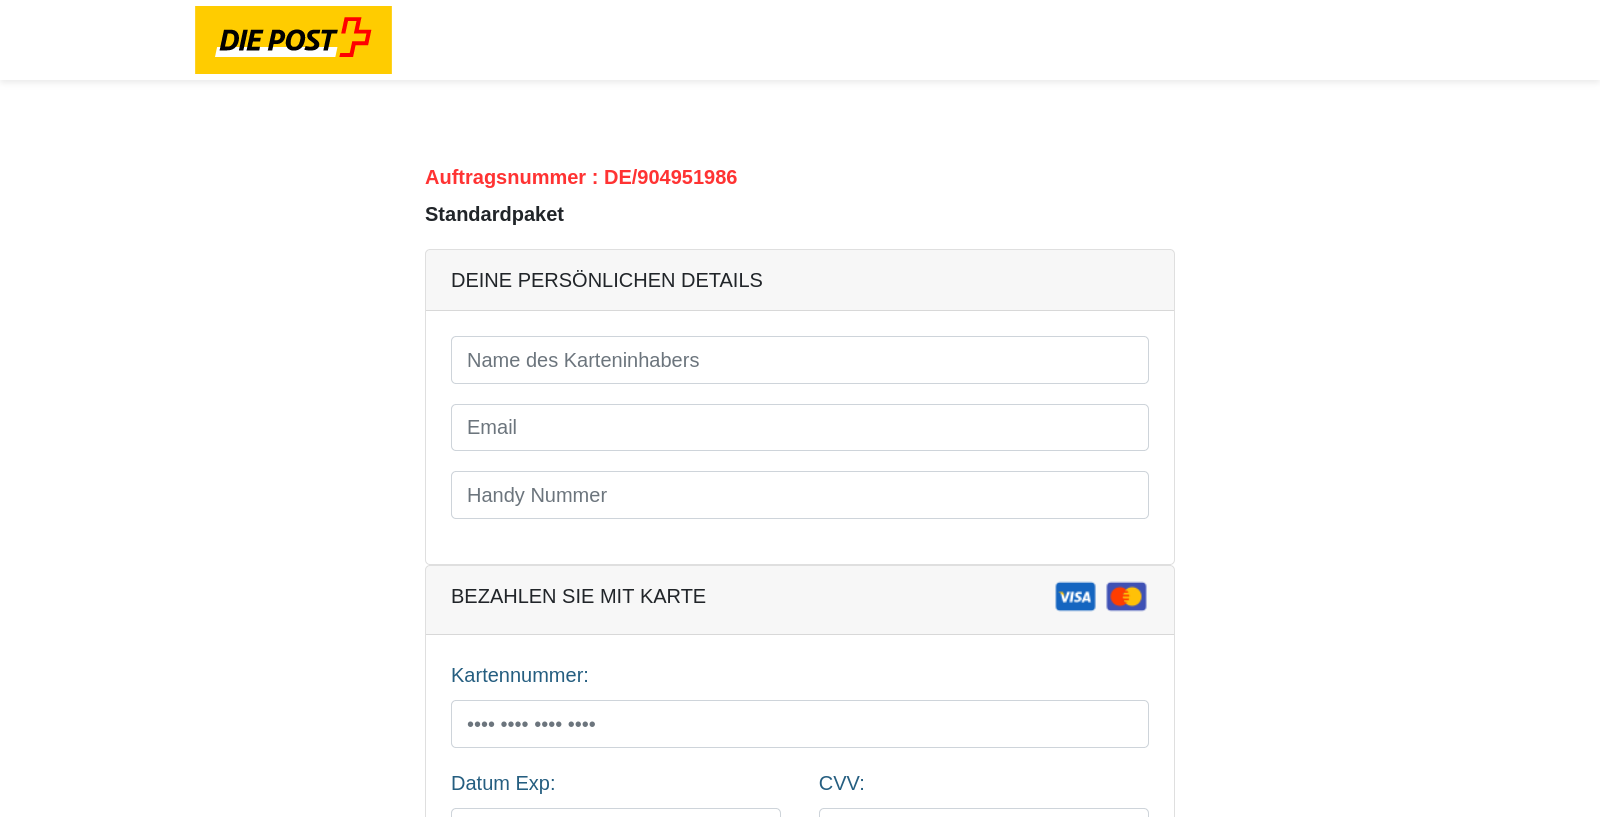 DIE POST
Auftragsnummer : DE/904951986
Standardpaket
DEINE PERSÖNLICHEN DETAILS
Name des Karteninhabers
Email
Handy Nummer
BEZAHLEN SIE MIT KARTE
VISA
Kartennummer:
•••• •••• •••• ••••
Datum Exp:
CVV: